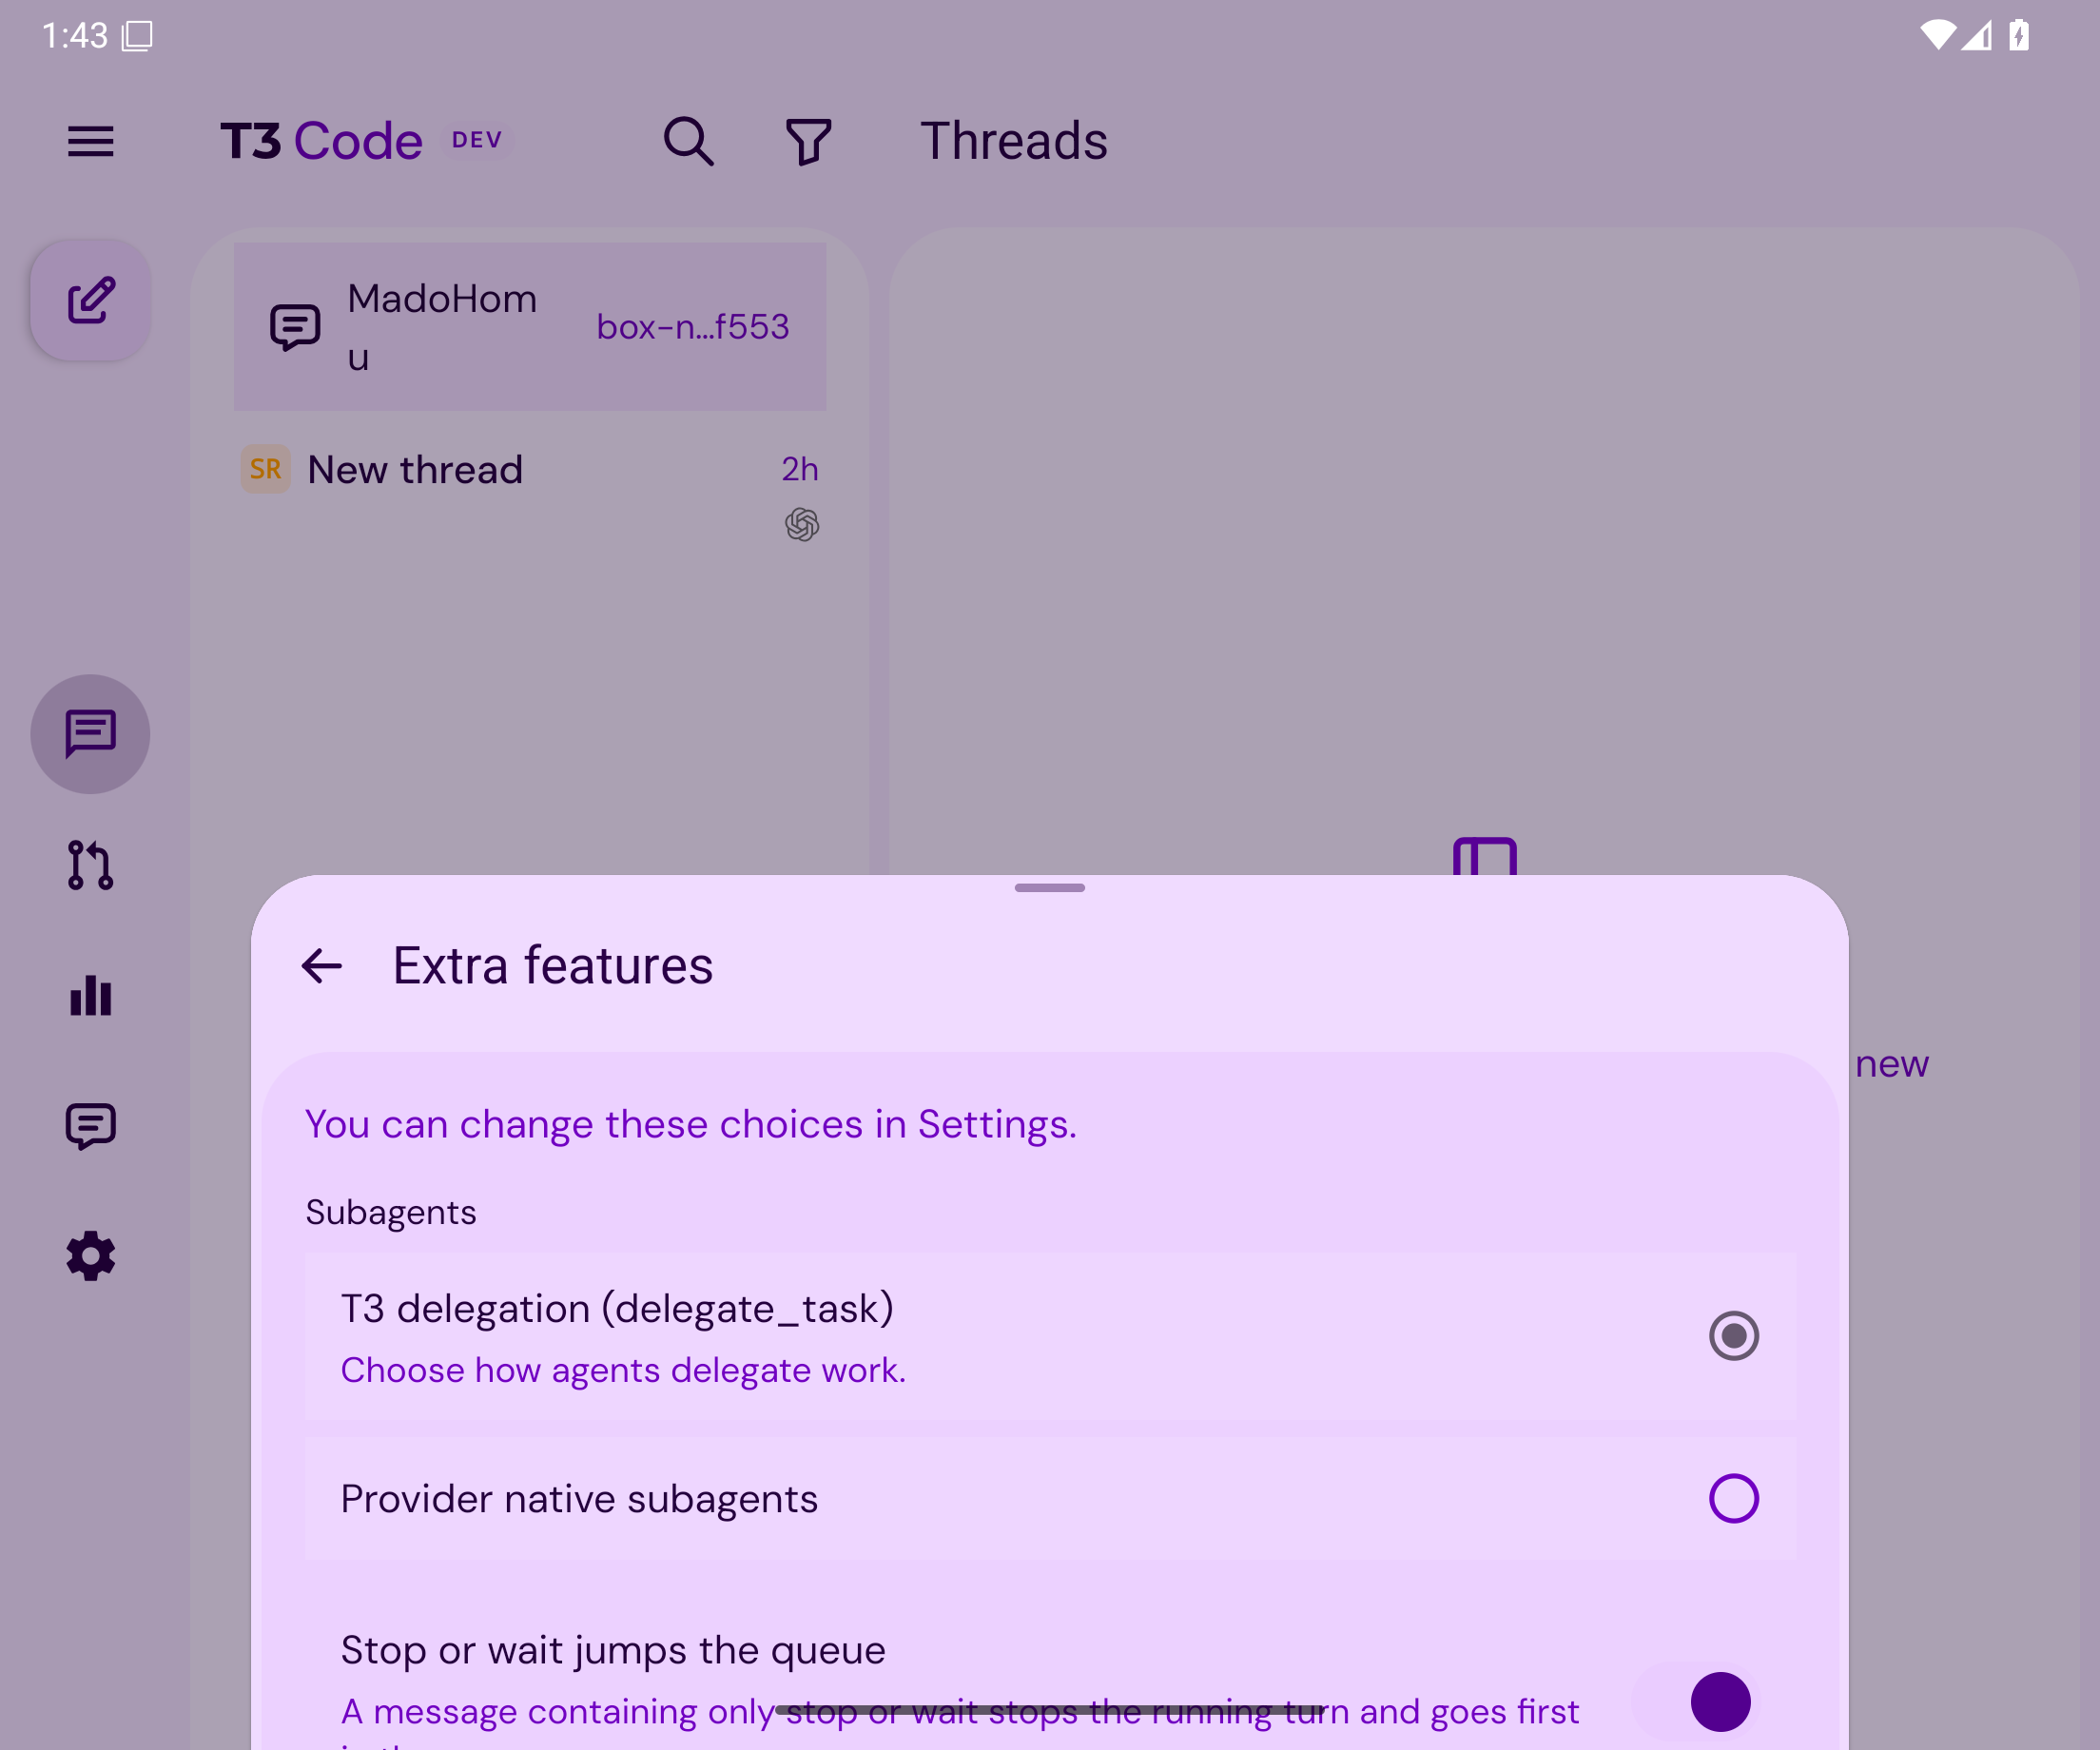 1:43
T3 Code DEV
Threads
MadoHom
u
box-n...f553
SR New thread 2h
new
Extra features
You can change these choices in Settings.
Subagents
T3 delegation (delegate_task)
Choose how agents delegate work.
Provider native subagents
Stop or wait jumps the queue
A message containing only stop or wait stops the running turn and goes first